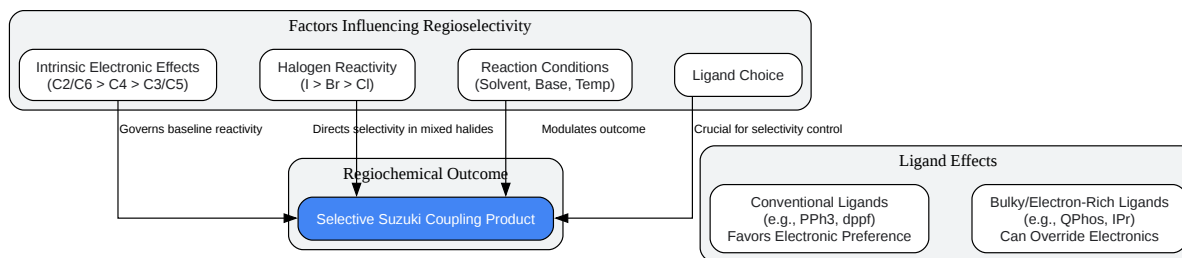 Factors Influencing Regioselectivity
Intrinsic Electronic Effects
(C2/C6 > C4 > C3/C5)
Halogen Reactivity
(I > Br > Cl)
Reaction Conditions
(Solvent, Base, Temp)
Ligand Choice
Governs baseline reactivity
Directs selectivity in mixed halides
Modulates outcome
Crucial for selectivity control
Regiochemical Outcome
Selective Suzuki Coupling Product
Ligand Effects
Conventional Ligands
(e.g., PPh3, dppf)
Favors Electronic Preference
Bulky/Electron-Rich Ligands
(e.g., QPhos, IPr)
Can Override Electronics